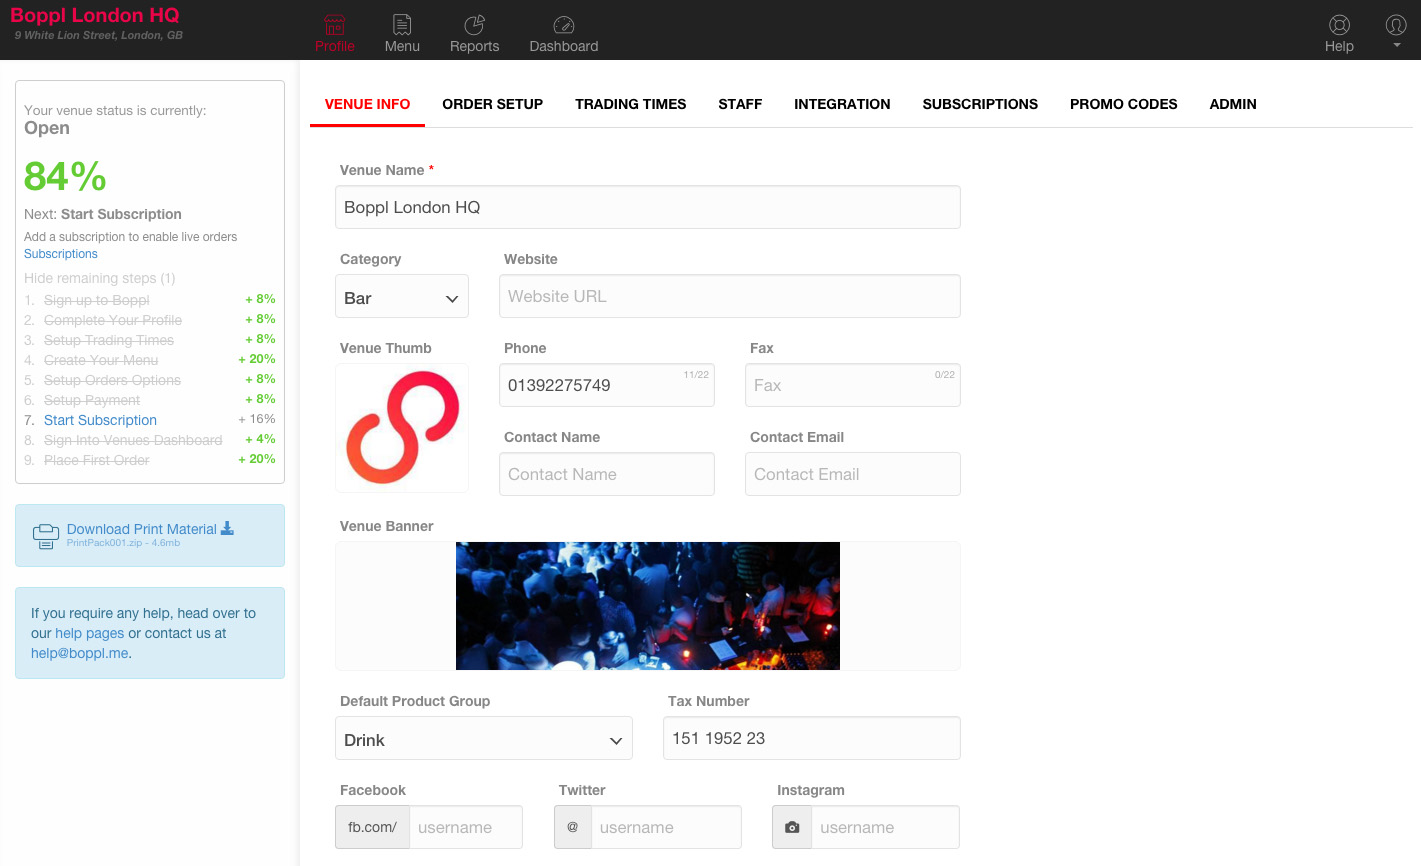 Boppl London HQ
9 White Lion Street, London, GB
Profile
Menu
Reports
Dashboard
Help
Your venue status is currently:
Open
84%
Next: Start Subscription
Add a subscription to enable live orders
Subscriptions
Hide remaining steps (1)
1. Sign up to Boppl + 8%
2. Complete Your Profile + 8%
3. Setup Trading Times + 8%
4. Create Your Menu + 20%
5. Setup Orders Options + 8%
6. Setup Payment + 8%
7. Start Subscription + 16%
8. Sign Into Venues Dashboard + 4%
9. Place First Order + 20%
Download Print Material
PrintPack001.zip - 4.6mb
If you require any help, head over to
our help pages or contact us at
help@boppl.me.
VENUE INFO ORDER SETUP TRADING TIMES STAFF INTEGRATION SUBSCRIPTIONS PROMO CODES ADMIN
Venue Name *
Boppl London HQ
Category Website
Bar Website URL
Venue Thumb Phone Fax
01392275749 11/22 Fax 0/22
Contact Name Contact Email
Contact Name Contact Email
Venue Banner
Default Product Group Tax Number
Drink 151 1952 23
Facebook Twitter Instagram
fb.com/ username @ username username